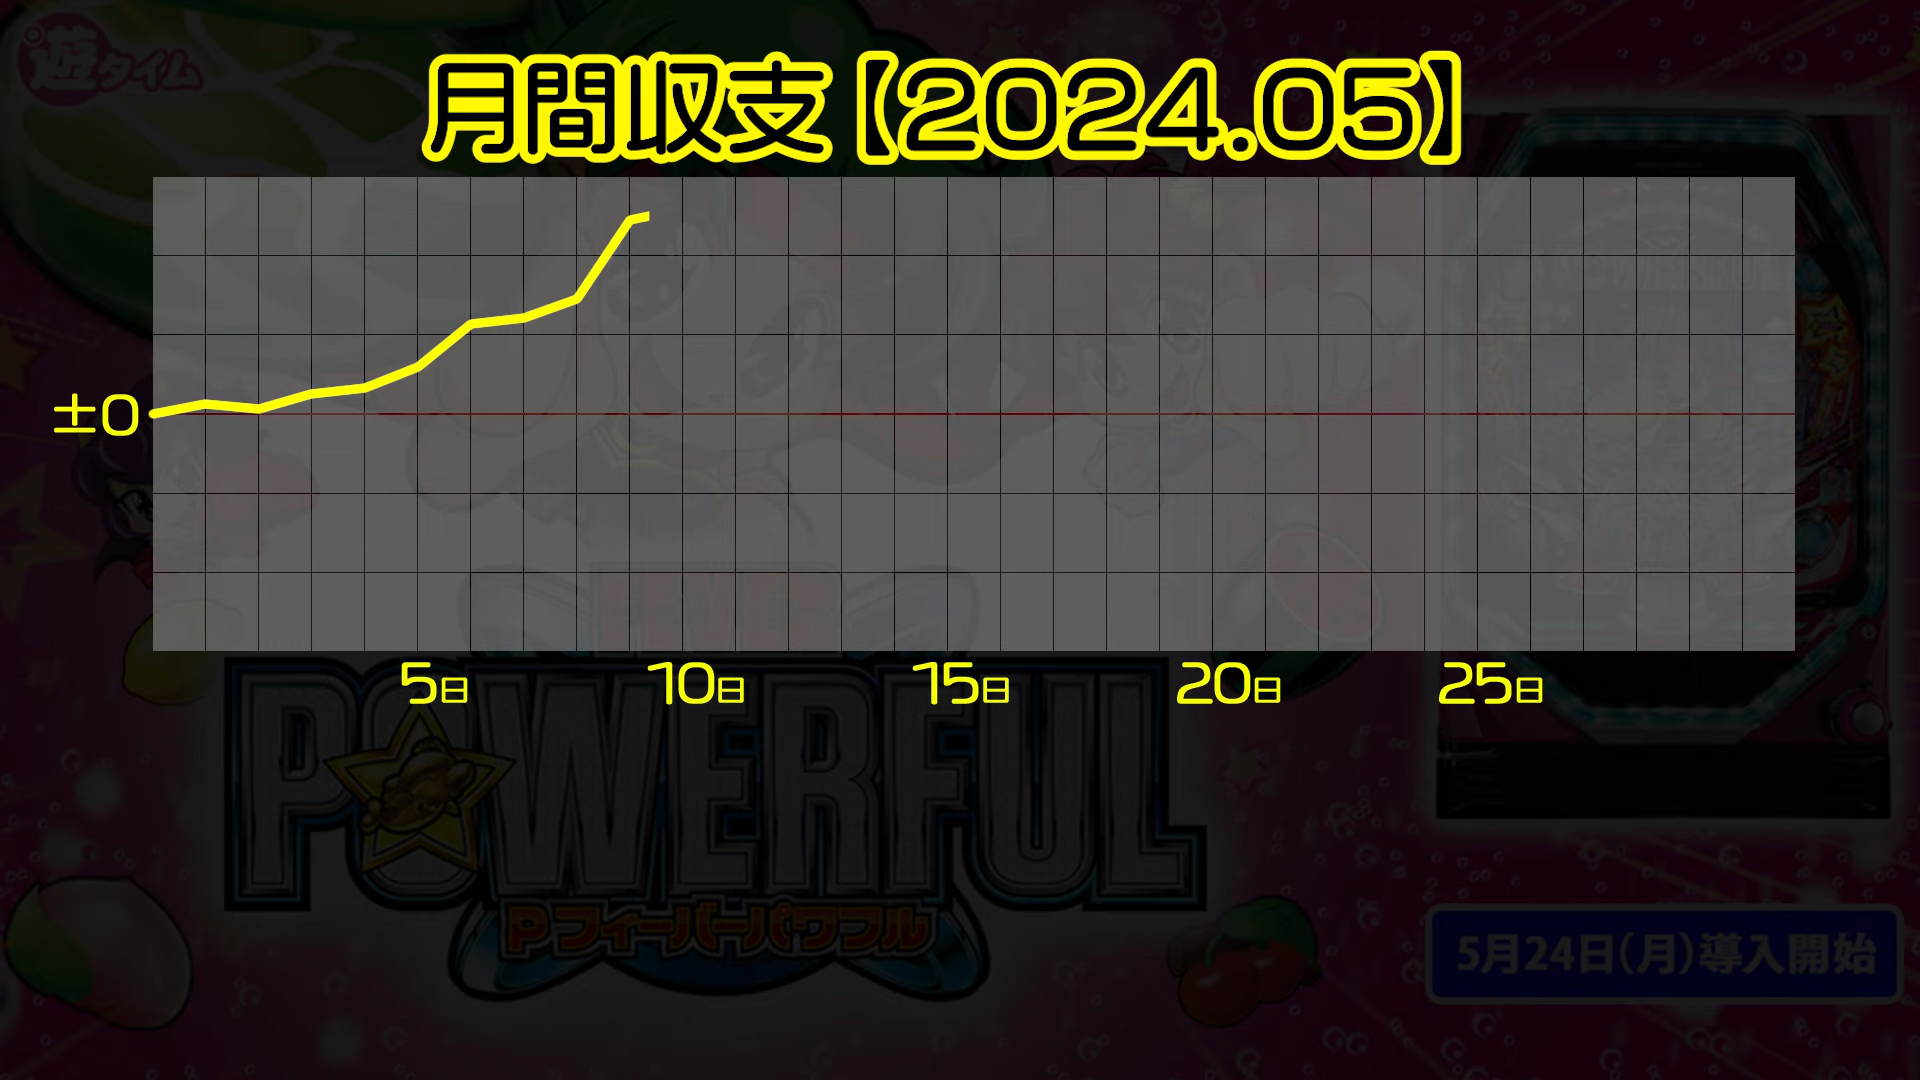 遊タイム
月間収支【2024.05】
±0
5日 10日 15日 20日 25日
POWERFUL
Pフィーバーパワフル
5月24日(月)導入開始